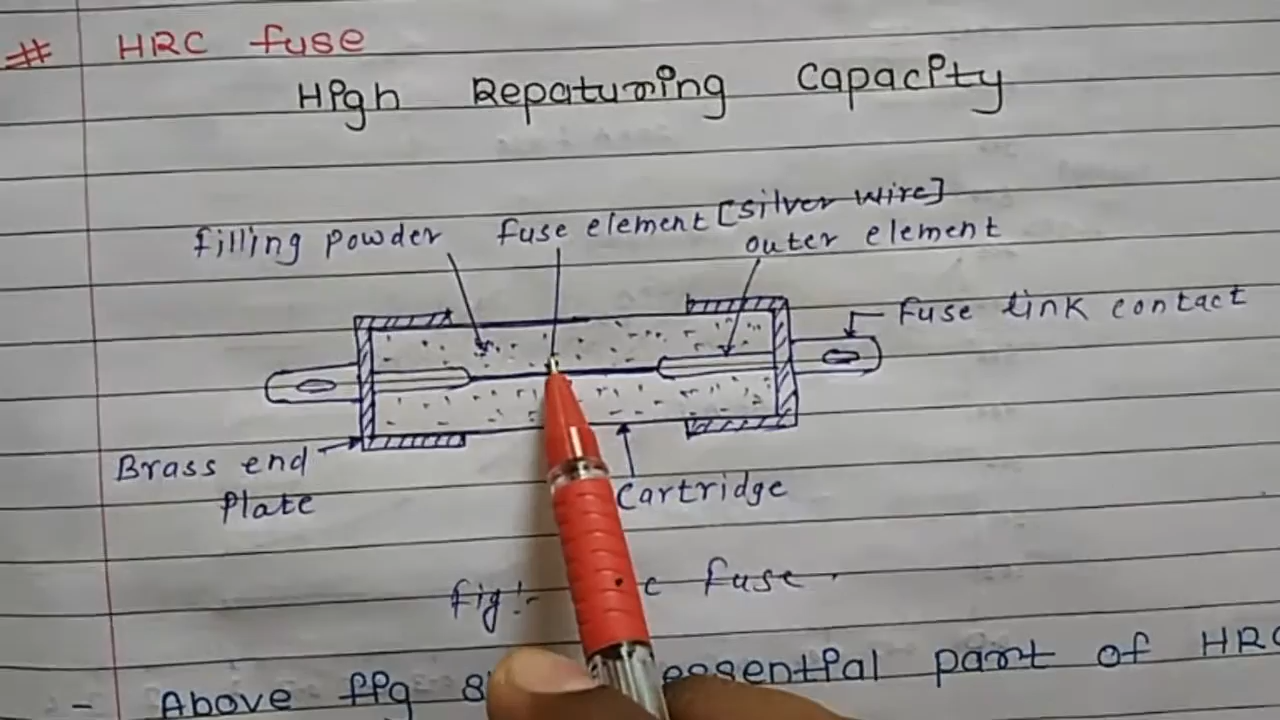 # HRC fuse
High Repaturing Capacity
filling powder
fuse element [silver wire]
outer element
fuse link contact
Brass end
Plate
Cartridge
fig:- c fuse.
- Above fig essential part of HRC